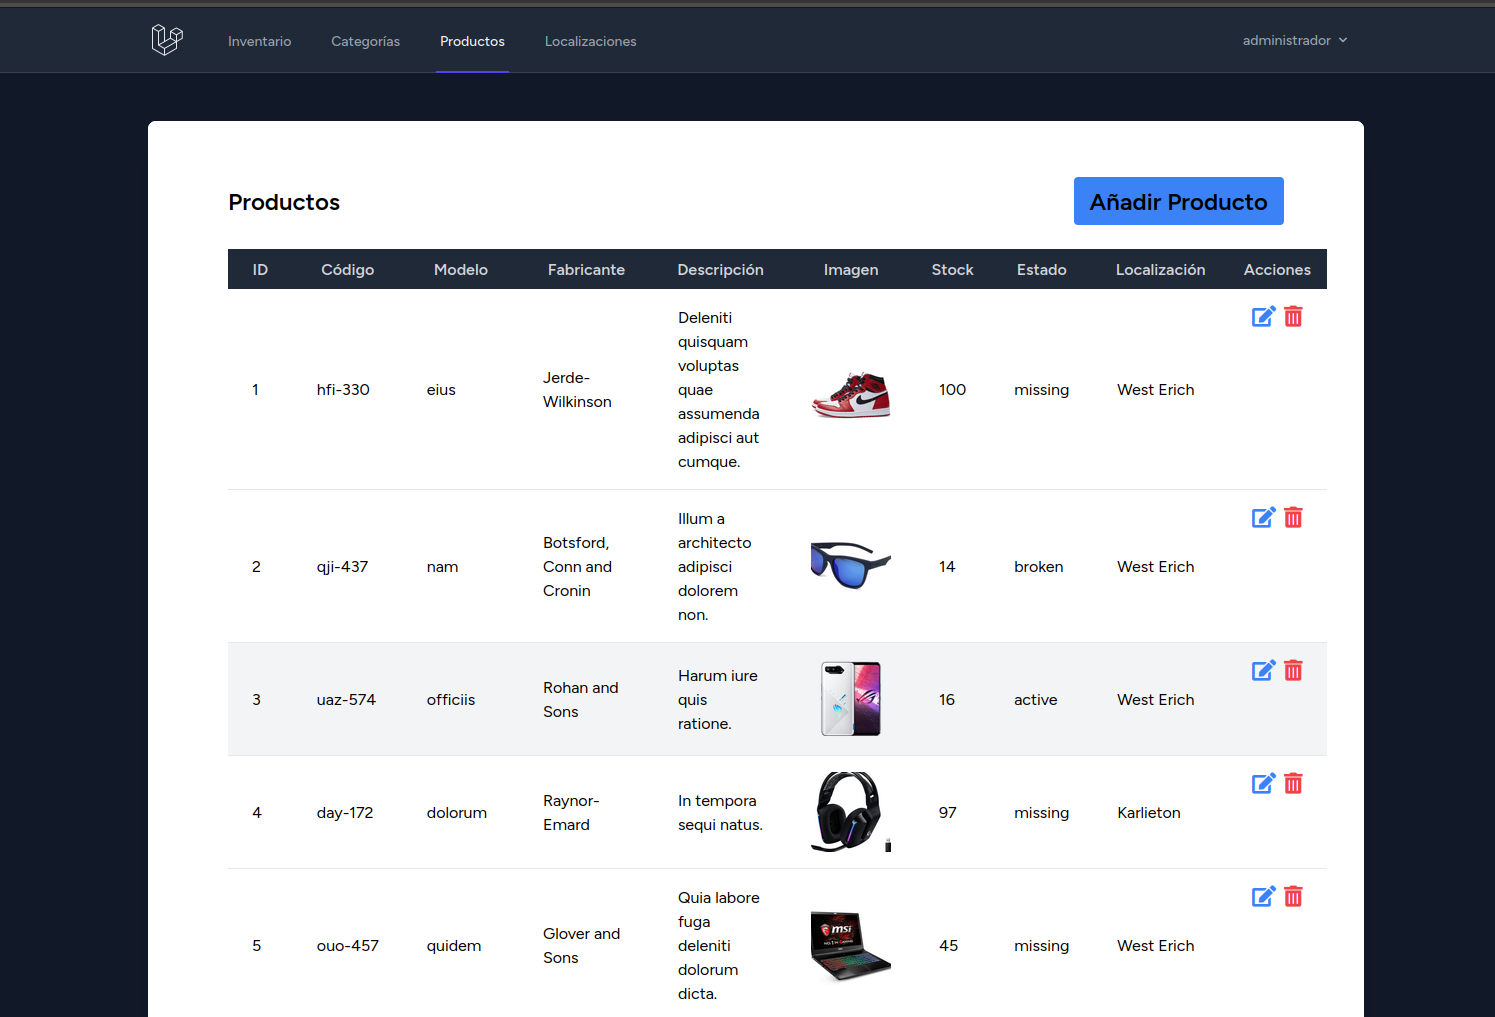 Inventario Categorías Productos Localizaciones administrador
Productos Añadir Producto
ID Código Modelo Fabricante Descripción Imagen Stock Estado Localización Acciones
Deleniti
quisquam
voluptas
Jerde-
1 hfi-330 eius quae 100 missing West Erich
Wilkinson
assumenda
adipisci aut
cumque.
Illum a
Botsford, architecto
2 qji-437 nam Conn and adipisci 14 broken West Erich
Cronin dolorem
non.
Rohan and Harum iure
3 uaz-574 officiis quis 16 active West Erich
Sons ratione.
Raynor- In tempora
4 day-172 dolorum 97 missing Karlieton
Emard sequi natus.
Quia labore
fuga
Glover and
5 ouo-457 quidem deleniti msi 45 missing West Erich
Sons
dolorum
dicta.